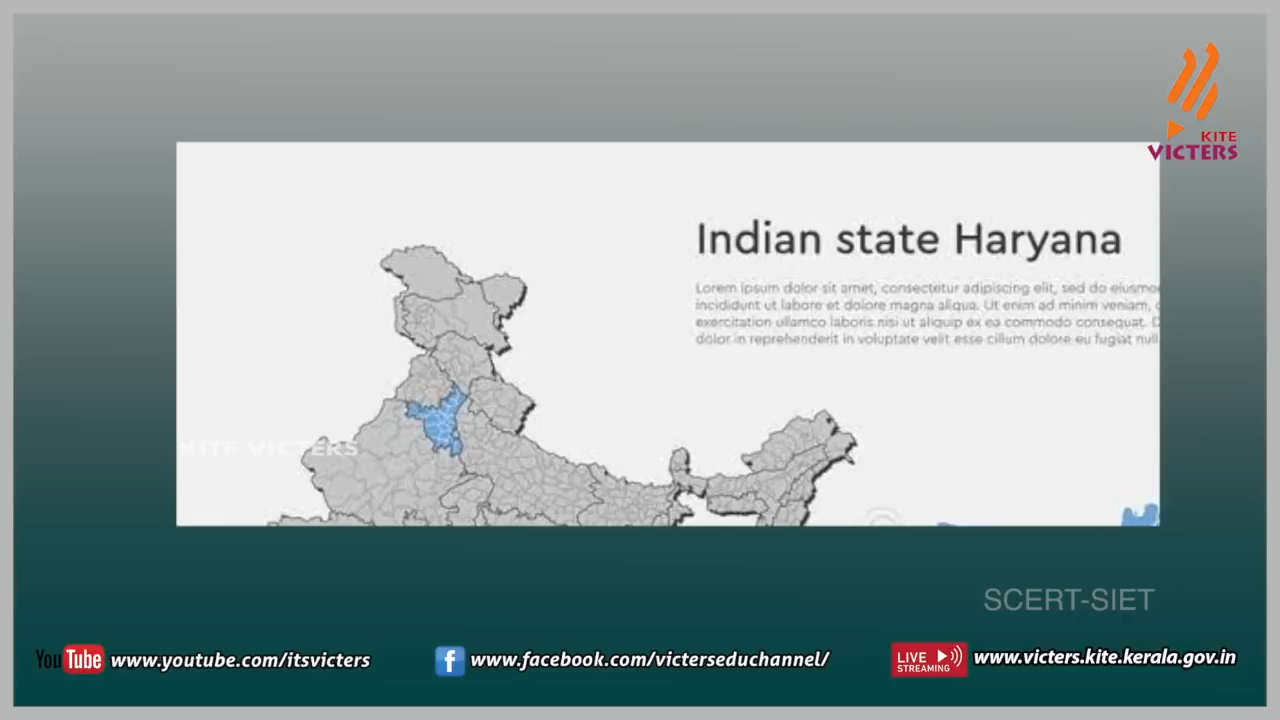 KITE
VICTERS
Indian state Haryana
Lorem ipsum dolor sit amet, consectetur adipiscing elit, sed do eiusmo
incididunt ut labore et dolore magna aliqua. Ut enim ad minim veniam,
exercitation ullamco laboris nisi ut aliquip ex ea commodo consequat. D
dolor in reprehenderit in voluptate velit esse cillum dolore eu fugiat null
KITE VICTERS
SCERT-SIET
YouTube www.youtube.com/itsvicters
f www.facebook.com/victerseduchannel/
LIVE
STREAMING
www.victers.kite.kerala.gov.in